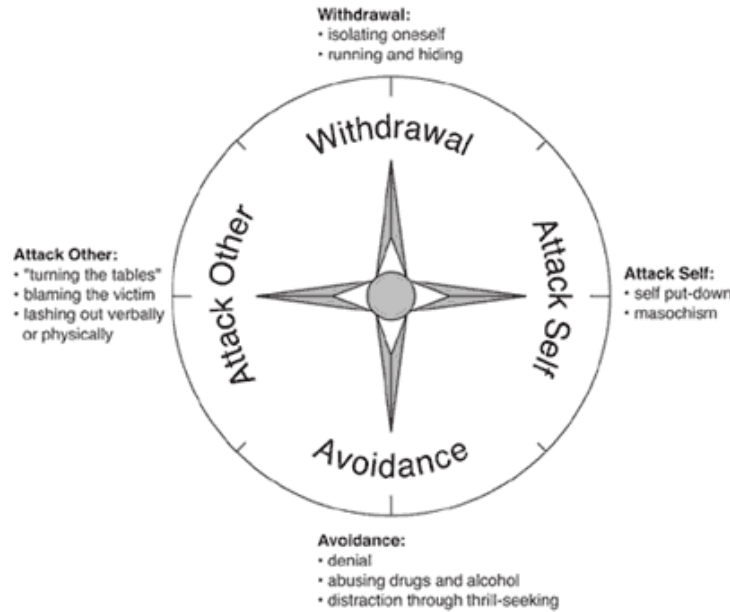 Withdrawal:
• isolating oneself
• running and hiding
Withdrawal
Attack Other:
• "turning the tables"
• blaming the victim
• lashing out verbally
or physically
Attack Other
Attack Self
Attack Self:
• self put-down
• masochism
Avoidance
Avoidance:
• denial
• abusing drugs and alcohol
• distraction through thrill-seeking